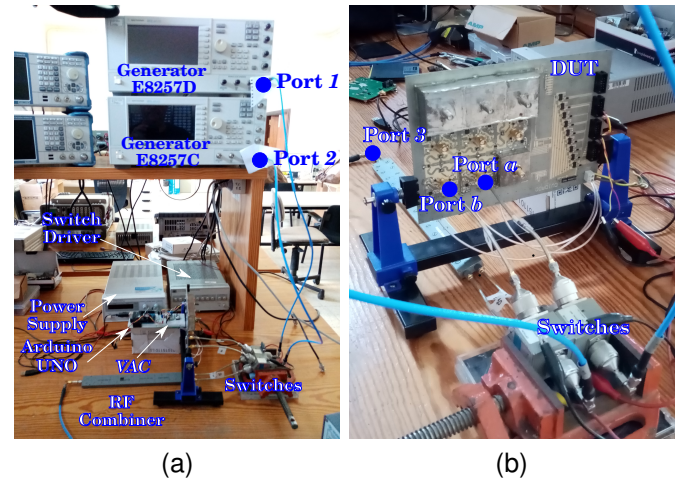 Generator
E8257D
Port 1
Generator
E8257C
Port 2
Switch
Driver
Power
Supply
Arduino
UNO
VAC
Switches
RF
Combiner
(a)
DUT
Port 3
Port a
Port b
Switches
(b)